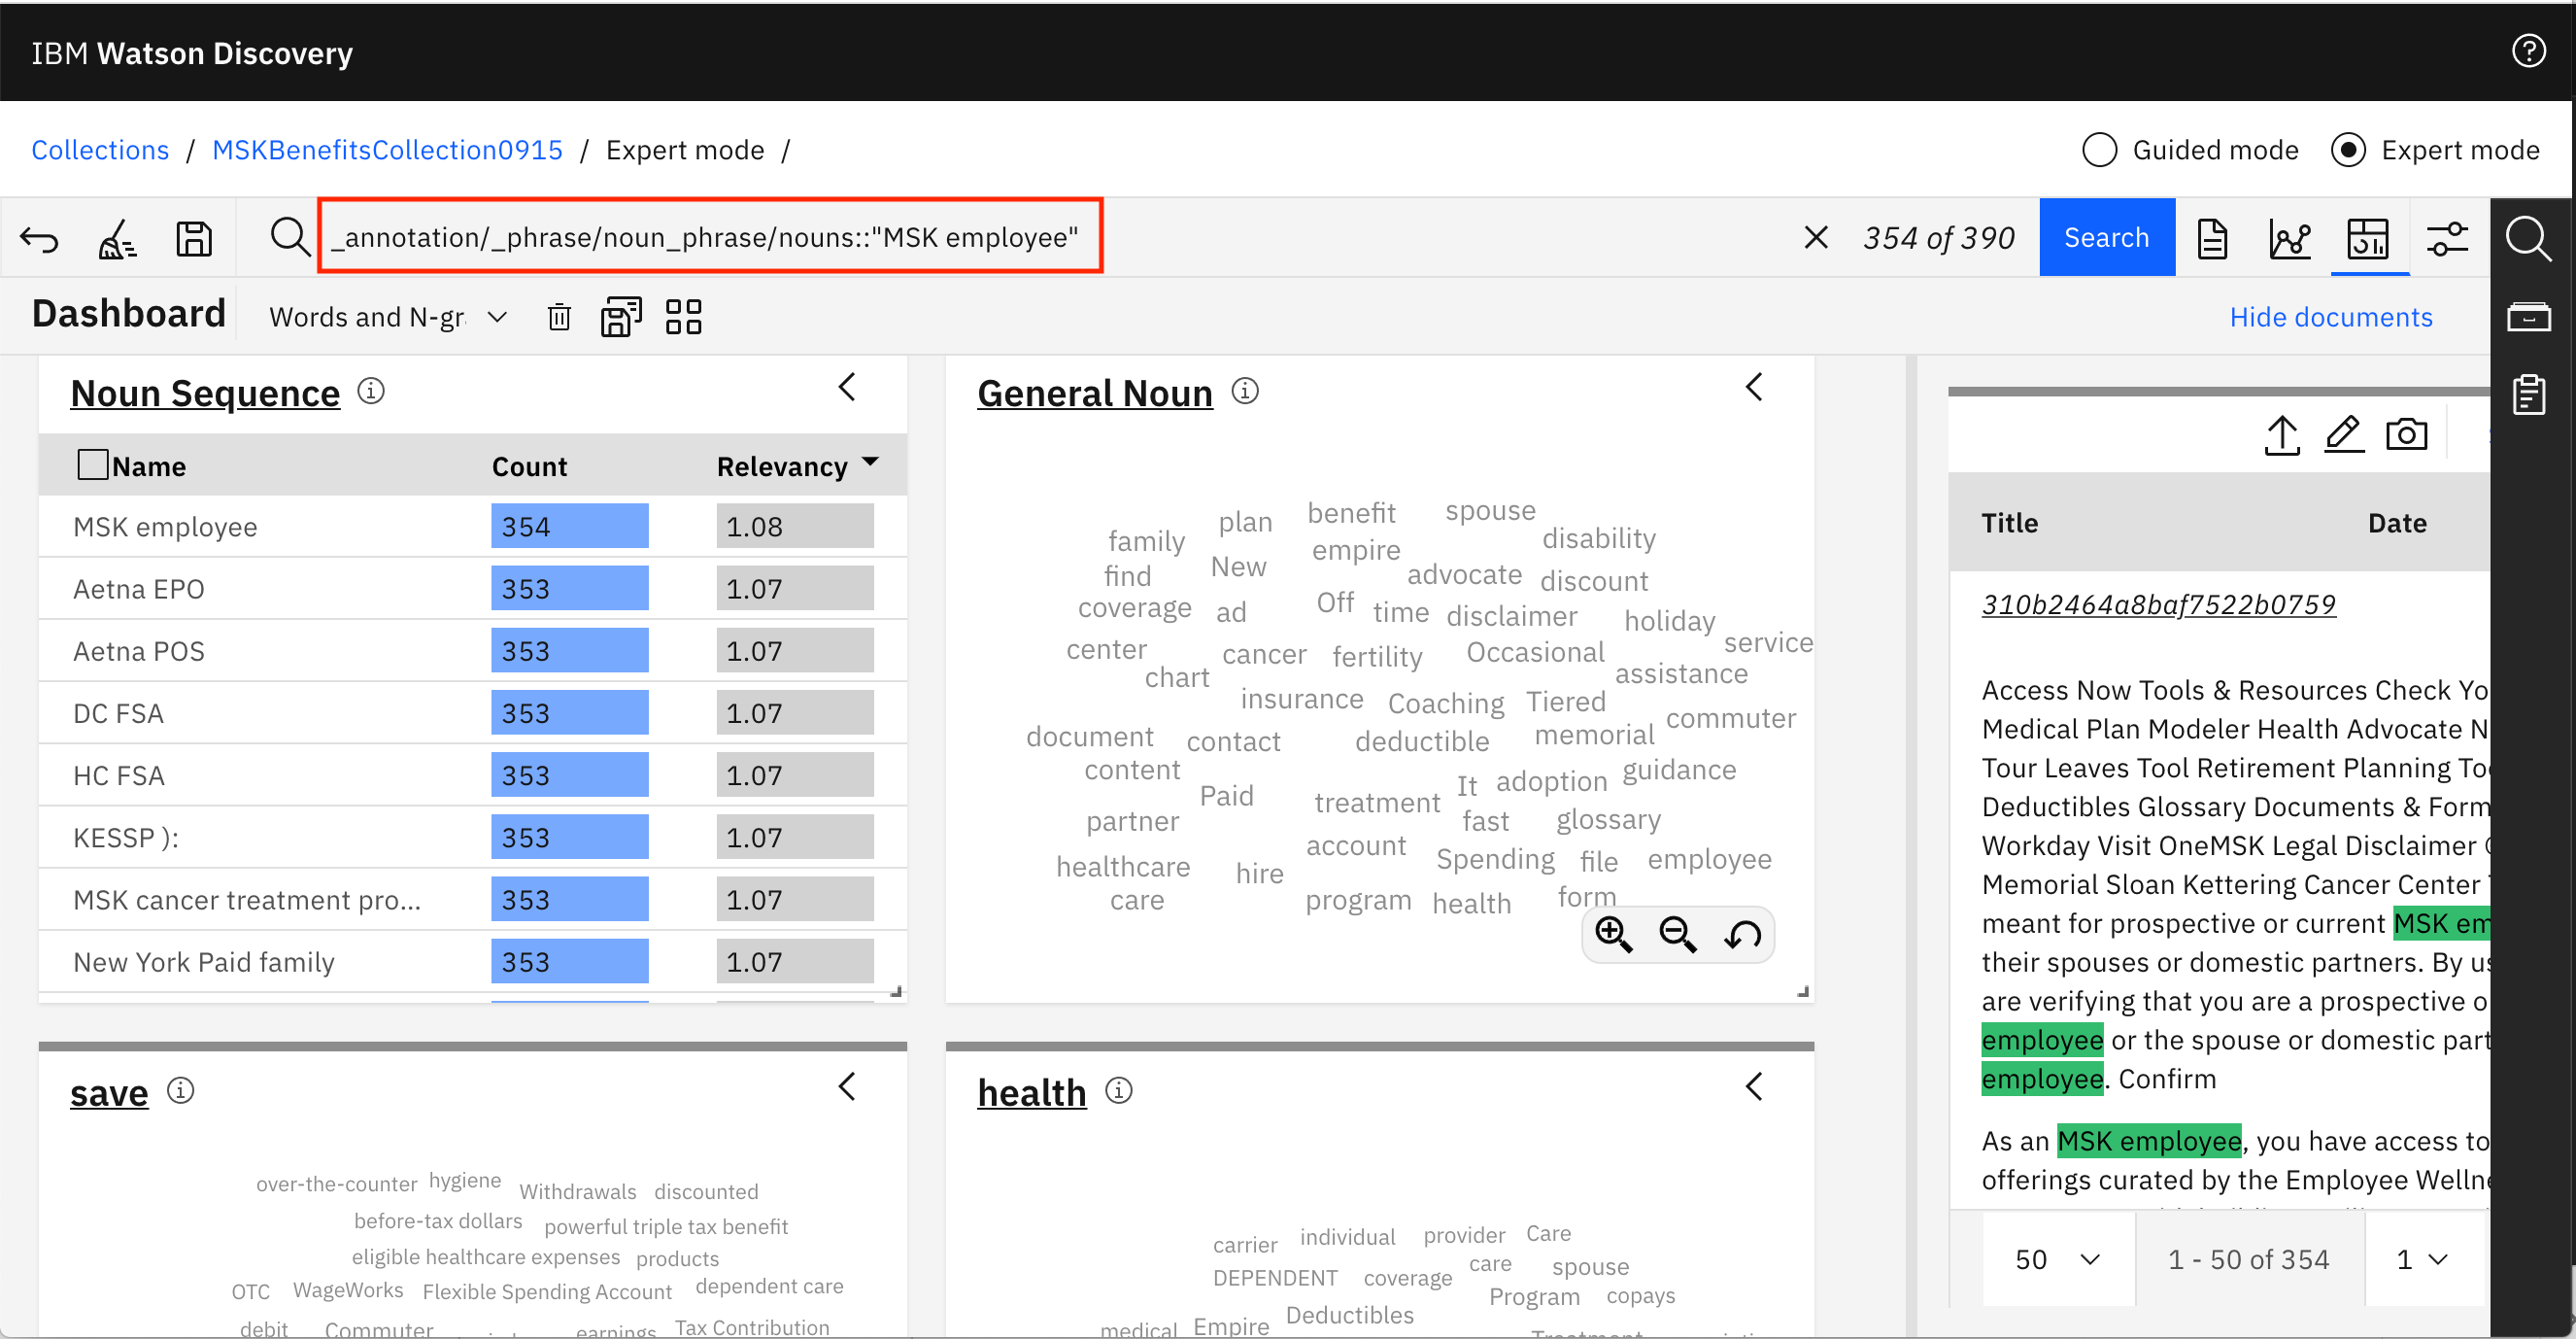 IBM Watson Discovery
Collections / MSKBenefitsCollection0915 / Expert mode /
Guided mode Expert mode
_annotation/_phrase/noun_phrase/nouns::"MSK employee"
354 of 390 Search
Dashboard Words and N-gr
Hide documents
Noun Sequence
Name Count Relevancy
MSK employee 354 1.08
Aetna EPO 353 1.07
Aetna POS 353 1.07
DC FSA 353 1.07
HC FSA 353 1.07
KESSP ): 353 1.07
MSK cancer treatment pro... 353 1.07
New York Paid family 353 1.07
General Noun
plan benefit spouse
family empire disability
find New advocate discount
coverage ad Off time disclaimer holiday
center cancer fertility Occasional service
chart assistance
insurance Coaching Tiered commuter
document contact deductible memorial
content It adoption guidance
Paid treatment
partner fast glossary
account
healthcare hire Spending file employee
care program health form
Title Date
310b2464a8baf7522b0759
Access Now Tools & Resources Check Yo
Medical Plan Modeler Health Advocate N
Tour Leaves Tool Retirement Planning To
Deductibles Glossary Documents & Form
Workday Visit OneMSK Legal Disclaimer
Memorial Sloan Kettering Cancer Center
meant for prospective or current MSK em
their spouses or domestic partners. By us
are verifying that you are a prospective o
employee or the spouse or domestic part
employee. Confirm
As an MSK employee, you have access to
offerings curated by the Employee Wellne
50 1 - 50 of 354 1
save
over-the-counter hygiene Withdrawals discounted
before-tax dollars powerful triple tax benefit
eligible healthcare expenses products
OTC WageWorks Flexible Spending Account dependent care
debit Commuter earnings Tax Contribution
health
carrier individual provider Care
DEPENDENT coverage care spouse
Program copays
medical Empire Deductibles
Treatment